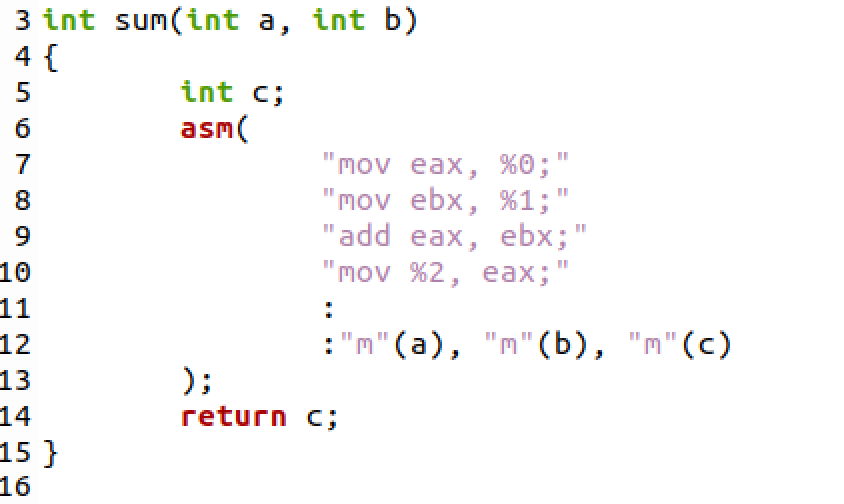 3 int sum(int a, int b)
4 {
5         int c;
6         asm(
7                 "mov eax, %0;"
8                 "mov ebx, %1;"
9                 "add eax, ebx;"
10                 "mov %2, eax;"
11                 :
12                 :"m"(a), "m"(b), "m"(c)
13         );
14         return c;
15 }
16